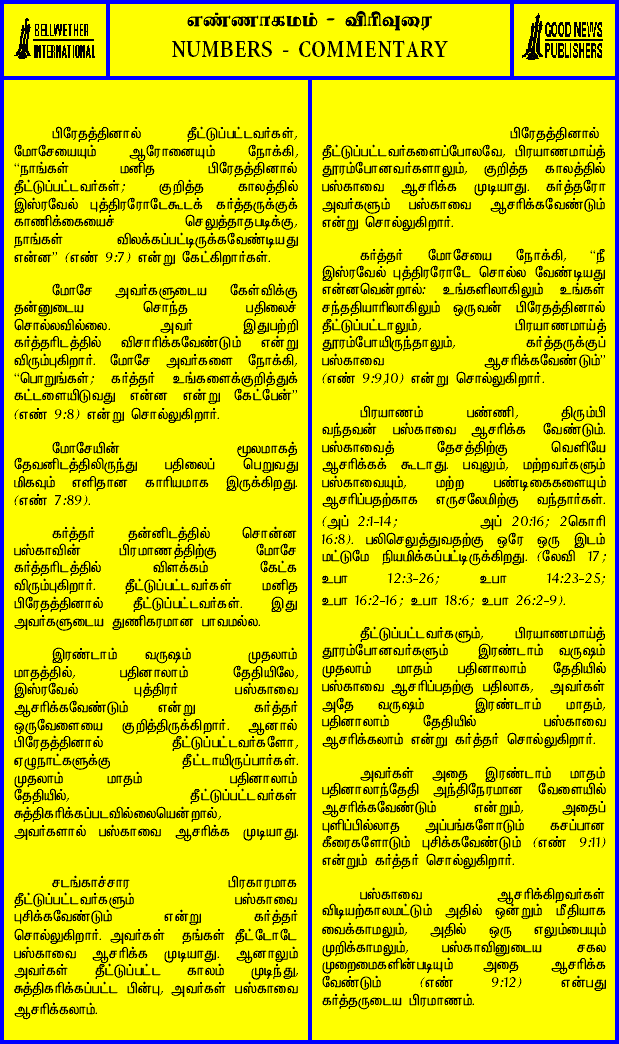 BELLWETHER
INTERNATIONAL
எண்ணாகமம் - விரிவுரை
NUMBERS - COMMENTARY
GOOD NEWS
PUBLISHERS
பிரேதத்தினால் தீட்டுப்பட்டவர்கள்,
மோசேயையும் ஆரோனையும் நோக்கி,
“நாங்கள் மனித பிரேதத்தினால்
தீட்டுப்பட்டவர்கள்; குறித்த காலத்தில்
இஸ்ரவேல் புத்திரரோடேகூடக் கர்த்தருக்குக்
காணிக்கையைச் செலுத்தாதபடிக்கு,
நாங்கள் விலக்கப்பட்டிருக்கவேண்டியது
என்ன” (எண் 9:7) என்று கேட்கிறார்கள்.
மோசே அவர்களுடைய கேள்விக்கு
தன்னுடைய சொந்த பதிலைச்
சொல்லவில்லை. அவர் இதுபற்றி
கர்த்தரிடத்தில் விசாரிக்கவேண்டும் என்று
விரும்புகிறார். மோசே அவர்களை நோக்கி,
“பொறுங்கள்; கர்த்தர் உங்களைக்குறித்துக்
கட்டளையிடுவது என்ன என்று கேட்பேன்”
(எண் 9:8) என்று சொல்லுகிறார்.
மோசேயின் மூலமாகத்
தேவனிடத்திலிருந்து பதிலைப் பெறுவது
மிகவும் எளிதான காரியமாக இருக்கிறது.
(எண் 7:89).
கர்த்தர் தன்னிடத்தில் சொன்ன
பஸ்காவின் பிரமாணத்திற்கு மோசே
கர்த்தரிடத்தில் விளக்கம் கேட்க
விரும்புகிறார். தீட்டுப்பட்டவர்கள் மனித
பிரேதத்தினால் தீட்டுப்பட்டவர்கள். இது
அவர்களுடைய துணிகரமான பாவமல்ல.
இரண்டாம் வருஷம் முதலாம்
மாதத்தில், பதினாலாம் தேதியிலே,
இஸ்ரவேல் புத்திரர் பஸ்காவை
ஆசரிக்கவேண்டும் என்று கர்த்தர்
ஒருவேளையை குறித்திருக்கிறார். ஆனால்
பிரேதத்தினால் தீட்டுப்பட்டவர்களோ,
ஏழுநாட்களுக்கு தீட்டாயிருப்பார்கள்.
முதலாம் மாதம் பதினாலாம்
தேதியில், தீட்டுப்பட்டவர்கள்
சுத்திகரிக்கப்படவில்லையென்றால்,
அவர்களால் பஸ்காவை ஆசரிக்க முடியாது.
சடங்காச்சார பிரகாரமாக
தீட்டுப்பட்டவர்களும் பஸ்காவை
புசிக்கவேண்டும் என்று கர்த்தர்
சொல்லுகிறார். அவர்கள் தங்கள் தீட்டோடே
பஸ்காவை ஆசரிக்க முடியாது. ஆனாலும்
அவர்கள் தீட்டுப்பட்ட காலம் முடிந்து,
சுத்திகரிக்கப்பட்ட பின்பு, அவர்கள் பஸ்காவை
ஆசரிக்கலாம்.
பிரேதத்தினால்
தீட்டுப்பட்டவர்களைப்போலவே, பிரயாணமாய்த்
தூரம்போனவர்களாலும், குறித்த காலத்தில்
பஸ்காவை ஆசரிக்க முடியாது. கர்த்தரோ
அவர்களும் பஸ்காவை ஆசரிக்கவேண்டும்
என்று சொல்லுகிறார்.
கர்த்தர் மோசேயை நோக்கி, “நீ
இஸ்ரவேல் புத்திரரோடே சொல்ல வேண்டியது
என்னவென்றால்: உங்களிலாகிலும் உங்கள்
சந்ததியாரிலாகிலும் ஒருவன் பிரேதத்தினால்
தீட்டுப்பட்டாலும், பிரயாணமாய்த்
தூரம்போயிருந்தாலும், கர்த்தருக்குப்
பஸ்காவை ஆசரிக்கவேண்டும்”
(எண் 9:9,10) என்று சொல்லுகிறார்.
பிரயாணம் பண்ணி, திரும்பி
வந்தவன் பஸ்காவை ஆசரிக்க வேண்டும்.
பஸ்காவைத் தேசத்திற்கு வெளியே
ஆசரிக்கக் கூடாது. பவுலும், மற்றவர்களும்
பஸ்காவையும், மற்ற பண்டிகைகளையும்
ஆசரிப்பதற்காக எருசலேமிற்கு வந்தார்கள்.
(அப் 2:1-14; அப் 20:16; 2கொரி
16:8). பலிசெலுத்துவதற்கு ஒரே ஒரு இடம்
மட்டுமே நியமிக்கப்பட்டிருக்கிறது. (லேவி 17;
உபா 12:3-26; உபா 14:23-25;
உபா 16:2-16; உபா 18:6; உபா 26:2-9).
தீட்டுப்பட்டவர்களும், பிரயாணமாய்த்
தூரம்போனவர்களும் இரண்டாம் வருஷம்
முதலாம் மாதம் பதினாலாம் தேதியில்
பஸ்காவை ஆசரிப்பதற்கு பதிலாக, அவர்கள்
அதே வருஷம் இரண்டாம் மாதம்,
பதினாலாம் தேதியில் பஸ்காவை
ஆசரிக்கலாம் என்று கர்த்தர் சொல்லுகிறார்.
அவர்கள் அதை இரண்டாம் மாதம்
பதினாலாந்தேதி அந்திநேரமான வேளையில்
ஆசரிக்கவேண்டும் என்றும், அதைப்
புளிப்பில்லாத அப்பங்களோடும் கசப்பான
கீரைகளோடும் புசிக்கவேண்டும் (எண் 9:11)
என்றும் கர்த்தர் சொல்லுகிறார்.
பஸ்காவை ஆசரிக்கிறவர்கள்
விடியற்காலமட்டும் அதில் ஒன்றும் மீதியாக
வைக்காமலும், அதில் ஒரு எலும்பையும்
முறிக்காமலும், பஸ்காவினுடைய சகல
முறைமைகளின்படியும் அதை ஆசரிக்க
வேண்டும் (எண் 9:12) என்பது
கர்த்தருடைய பிரமாணம்.